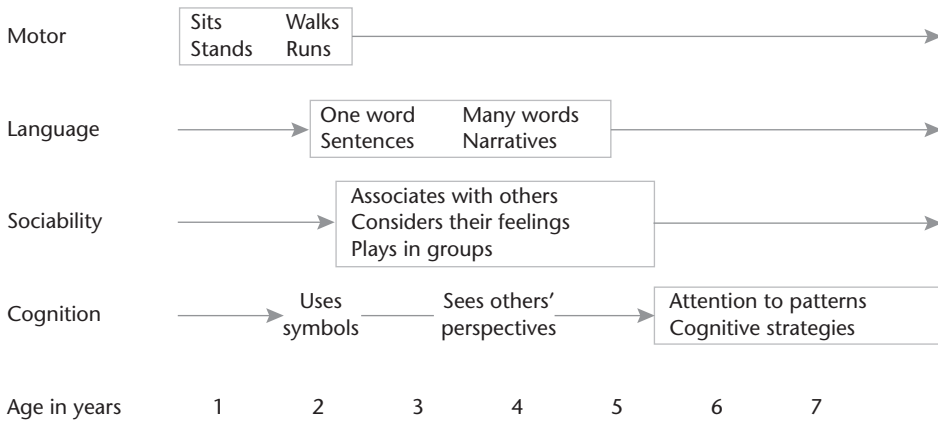 Motor
Sits Walks
Stands Runs
Language
One word Many words
Sentences Narratives
Sociability
Associates with others
Considers their feelings
Plays in groups
Cognition
Uses
symbols
Sees others’
perspectives
Attention to patterns
Cognitive strategies
Age in years 1 2 3 4 5 6 7